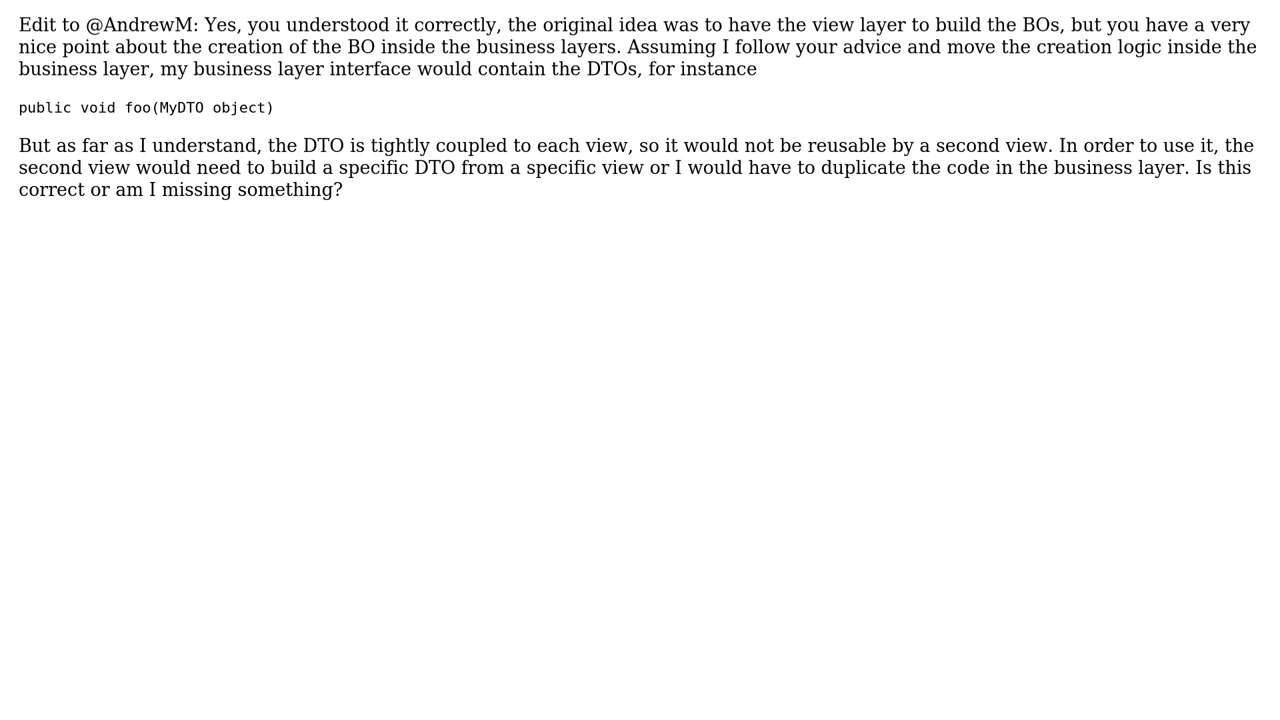 Edit to @AndrewM: Yes, you understood it correctly, the original idea was to have the view layer to build the BOs, but you have a very
nice point about the creation of the BO inside the business layers. Assuming I follow your advice and move the creation logic inside the
business layer, my business layer interface would contain the DTOs, for instance
public void foo(MyDTO object)
But as far as I understand, the DTO is tightly coupled to each view, so it would not be reusable by a second view. In order to use it, the
second view would need to build a specific DTO from a specific view or I would have to duplicate the code in the business layer. Is this
correct or am I missing something?